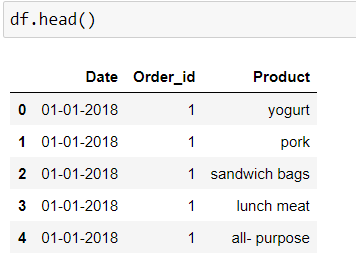 df.head()
Date Order_id Product
0 01-01-2018 1 yogurt
1 01-01-2018 1 pork
2 01-01-2018 1 sandwich bags
3 01-01-2018 1 lunch meat
4 01-01-2018 1 all- purpose